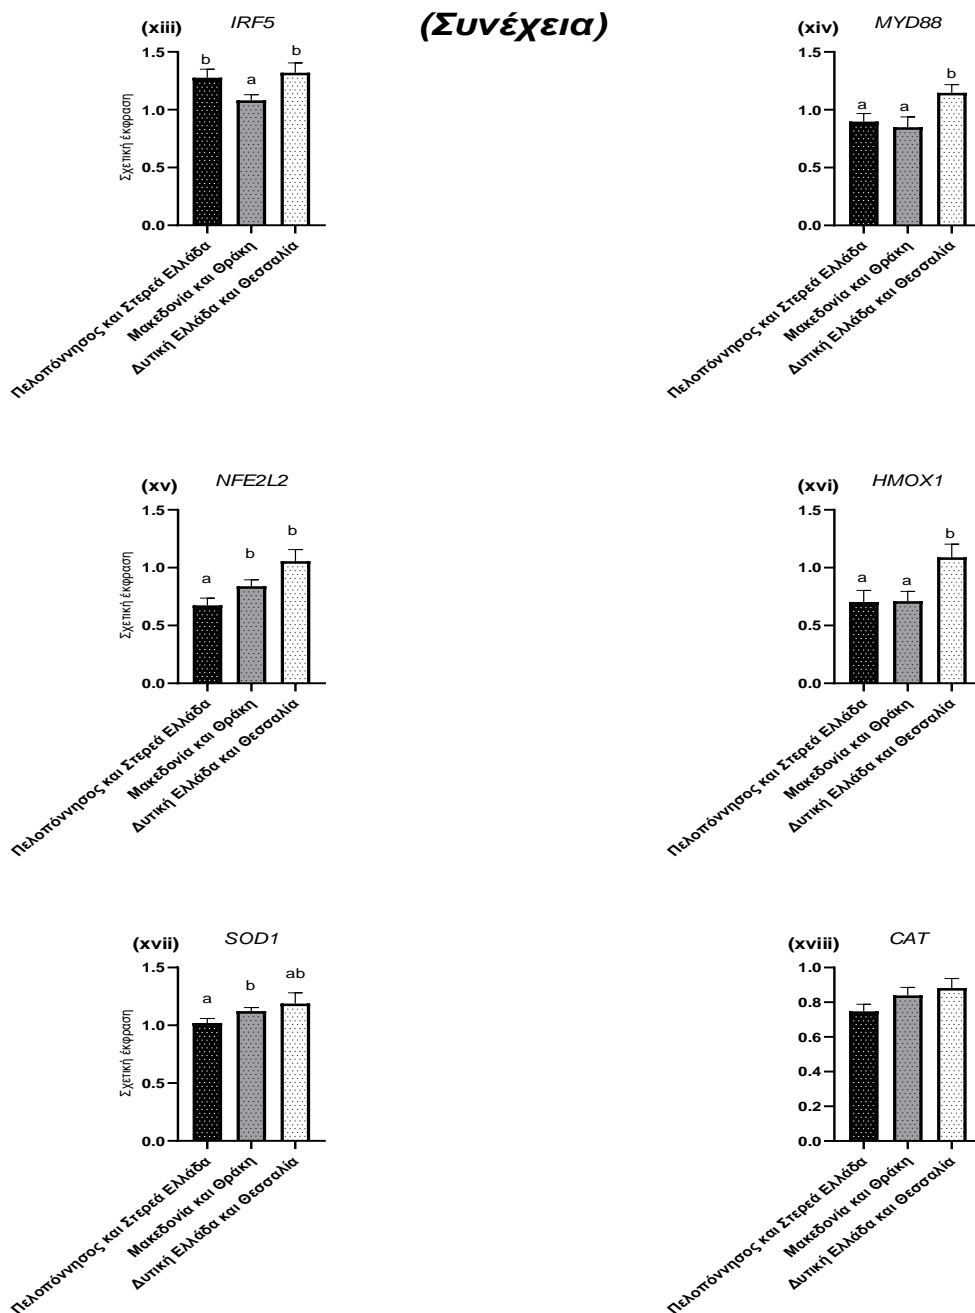 (Συνέχεια)
(xiii) IRF5
Σχετική έκφραση
1.5
1.0
0.5
0.0
b a b
Πελοπόννησος και Στερεά Ελλάδα
Μακεδονία και Θράκη
Δυτική Ελλάδα και Θεσσαλία
(xiv) MYD88
1.5
1.0
0.5
0.0
a a b
Πελοπόννησος και Στερεά Ελλάδα
Μακεδονία και Θράκη
Δυτική Ελλάδα και Θεσσαλία
(xv) NFE2L2
Σχετική έκφραση
1.5
1.0
0.5
0.0
a b b
Πελοπόννησος και Στερεά Ελλάδα
Μακεδονία και Θράκη
Δυτική Ελλάδα και Θεσσαλία
(xvi) HMOX1
1.5
1.0
0.5
0.0
a a b
Πελοπόννησος και Στερεά Ελλάδα
Μακεδονία και Θράκη
Δυτική Ελλάδα και Θεσσαλία
(xvii) SOD1
Σχετική έκφραση
1.5
1.0
0.5
0.0
a b ab
Πελοπόννησος και Στερεά Ελλάδα
Μακεδονία και Θράκη
Δυτική Ελλάδα και Θεσσαλία
(xviii) CAT
1.0
0.8
0.6
0.4
0.2
0.0
Πελοπόννησος και Στερεά Ελλάδα
Μακεδονία και Θράκη
Δυτική Ελλάδα και Θεσσαλία